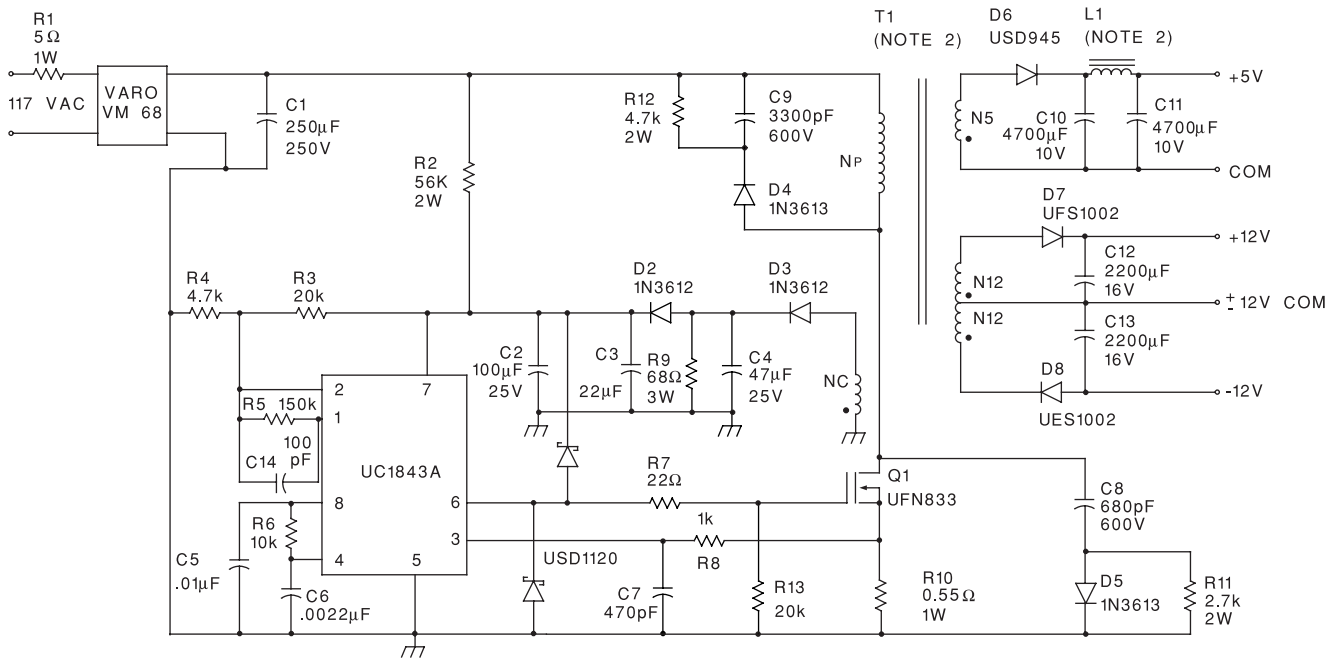 R1
5Ω
1W
117 VAC
VARO
VM 68
C1
250µF
250V
R2
56K
2W
R12
4.7k
2W
C9
3300pF
600V
D4
1N3613
NP
T1
(NOTE 2)
D6
USD945
L1
(NOTE 2)
+5V
N5
C10
4700µF
10V
C11
4700µF
10V
COM
D7
UFS1002
+12V
N12
N12
C12
2200µF
16V
± 12V COM
C13
2200µF
16V
D8
UES1002
-12V
R4
4.7k
R3
20k
D2
1N3612
D3
1N3612
C2
100µF
25V
C3
22µF
R9
68Ω
3W
C4
47µF
25V
NC
R5 150k
100
pF
C14
2
1
7
UC1843A
8
4
5
6
3
R6
10k
C5
.01µF
C6
.0022µF
USD1120
R7
22Ω
1k
R8
C7
470pF
R13
20k
Q1
UFN833
R10
0.55Ω
1W
C8
680pF
600V
D5
1N3613
R11
2.7k
2W